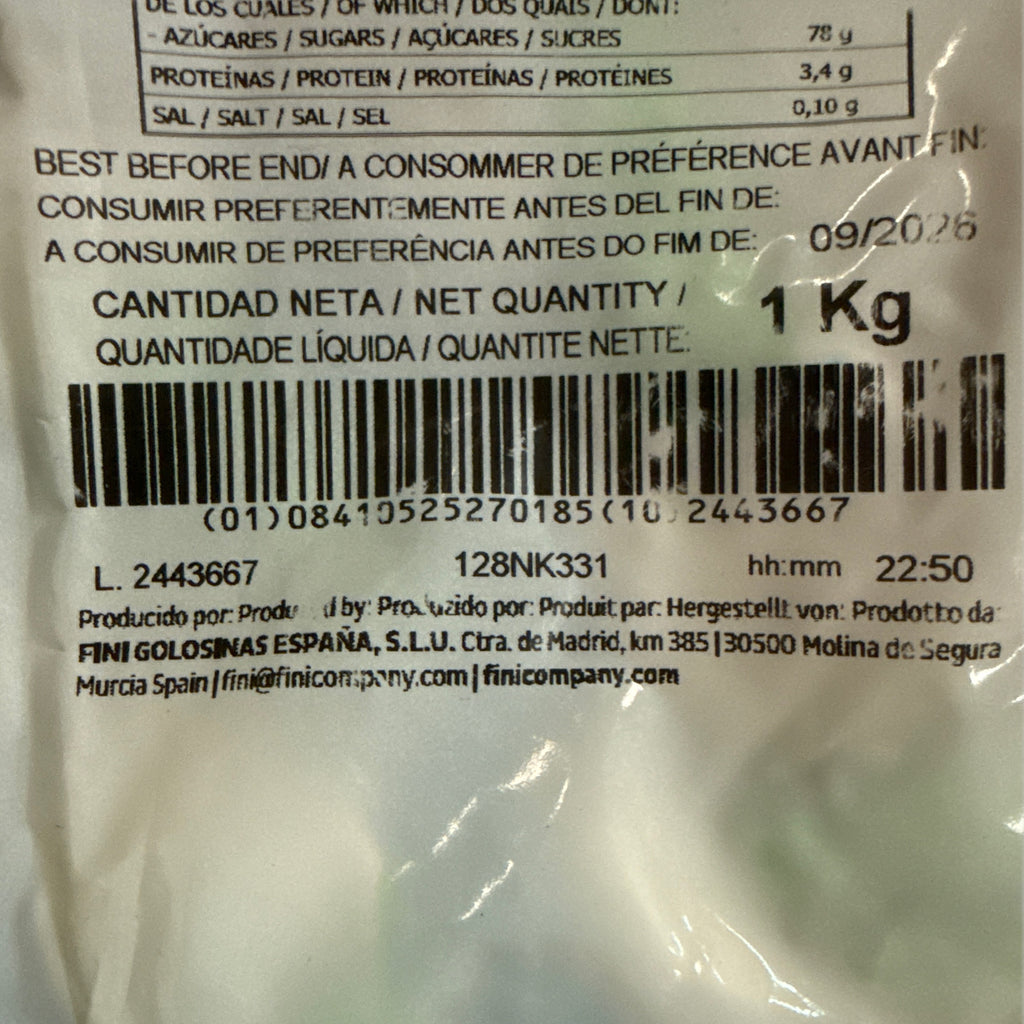 DE LOS CUALES / OF WHICH / DOS QUAIS / DONT:
- AZÚCARES / SUGARS / AÇÚCARES / SUCRES 78 g
PROTEÍNAS / PROTEIN / PROTEÍNAS / PROTÉINES 3,4 g
SAL / SALT / SAL / SEL 0,10 g
BEST BEFORE END/ A CONSOMMER DE PRÉFÉRENCE AVANT FIN:
CONSUMIR PREFERENTEMENTE ANTES DEL FIN DE:
A CONSUMIR DE PREFERÊNCIA ANTES DO FIM DE: 09/2026
CANTIDAD NETA / NET QUANTITY / 1 Kg
QUANTIDADE LÍQUIDA / QUANTITE NETTE:
(01)08410525270185(10)2443667
L. 2443667 128NK331 hh:mm 22:50
Producido por: Produced by: Produzido por: Produit par: Hergestellt von: Prodotto da:
FINI GOLOSINAS ESPAÑA, S.L.U. Ctra. de Madrid, km 385 | 30500 Molina de Segura
Murcia Spain | fini@finicompany.com | finicompany.com